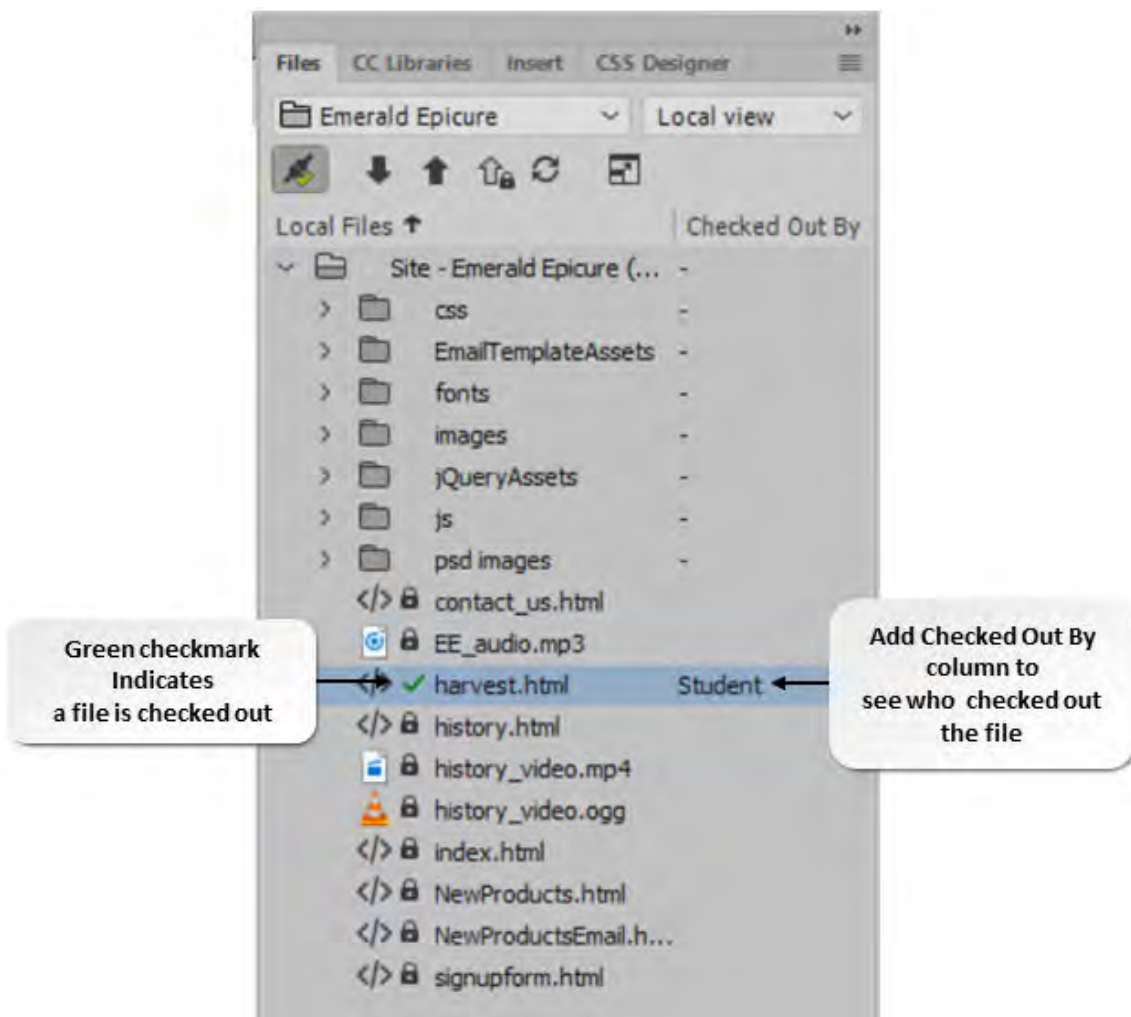 Files CC Libraries Insert CSS Designer
Emerald Epicure Local view
Local Files Checked Out By
Site - Emerald Epicure (... -
css -
EmailTemplateAssets -
fonts -
images -
jQueryAssets -
js -
psd images -
contact_us.html
EE_audio.mp3
harvest.html Student
history.html
history_video.mp4
history_video.ogg
index.html
NewProducts.html
NewProductsEmail.h...
signupform.html
Green checkmark
Indicates
a file is checked out
Add Checked Out By
column to
see who checked out
the file